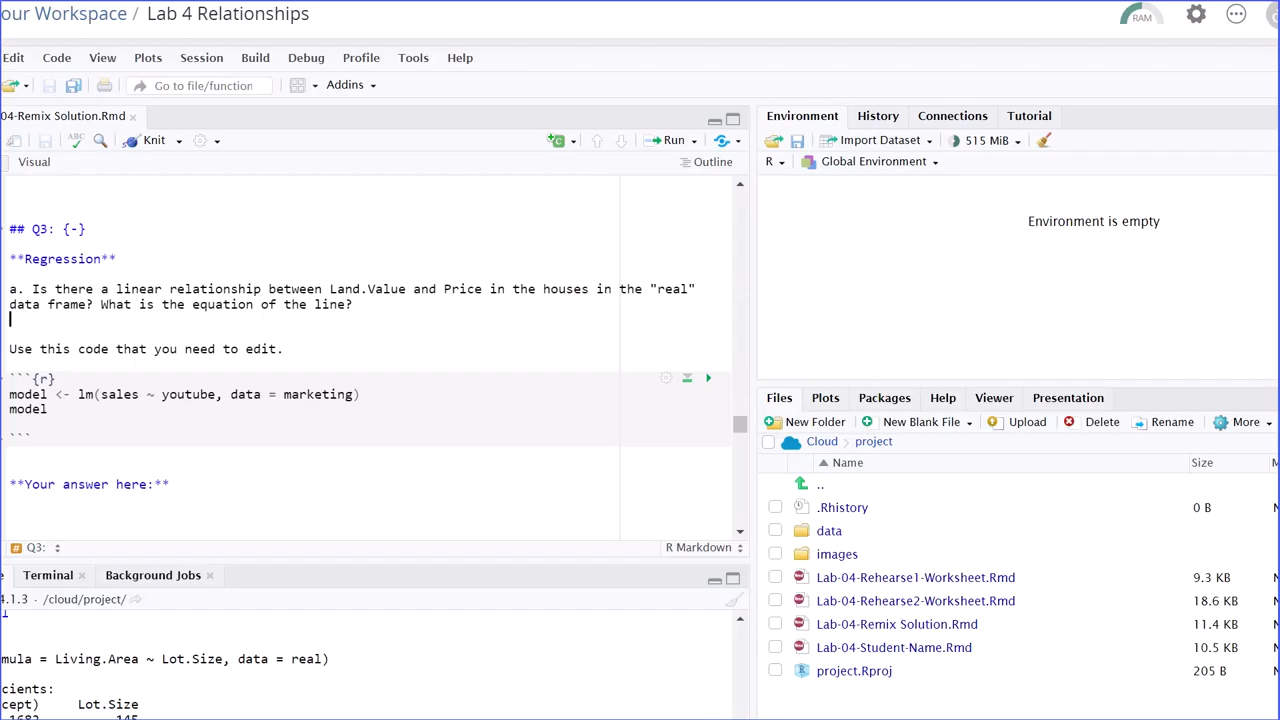 our Workspace / Lab 4 Relationships
RAM
Edit Code View Plots Session Build Debug Profile Tools Help
Go to file/function Addins
04-Remix Solution.Rmd
ABC Knit Run
Visual Outline
## Q3: {-}
**Regression**
a. Is there a linear relationship between Land.Value and Price in the houses in the "real"
data frame? What is the equation of the line?
Use this code that you need to edit.
```{r}
model <- lm(sales ~ youtube, data = marketing)
model
```
**Your answer here:**
# Q3: R Markdown
Terminal Background Jobs
4.1.3 · /cloud/project/
mula = Living.Area ~ Lot.Size, data = real)
cients:
cept) Lot.Size
1682 145
Environment History Connections Tutorial
Import Dataset 515 MiB
R Global Environment
Environment is empty
Files Plots Packages Help Viewer Presentation
New Folder New Blank File Upload Delete Rename More
Cloud project
Name Size
..
.Rhistory 0 B
data
images
Lab-04-Rehearse1-Worksheet.Rmd 9.3 KB
Lab-04-Rehearse2-Worksheet.Rmd 18.6 KB
Lab-04-Remix Solution.Rmd 11.4 KB
Lab-04-Student-Name.Rmd 10.5 KB
project.Rproj 205 B